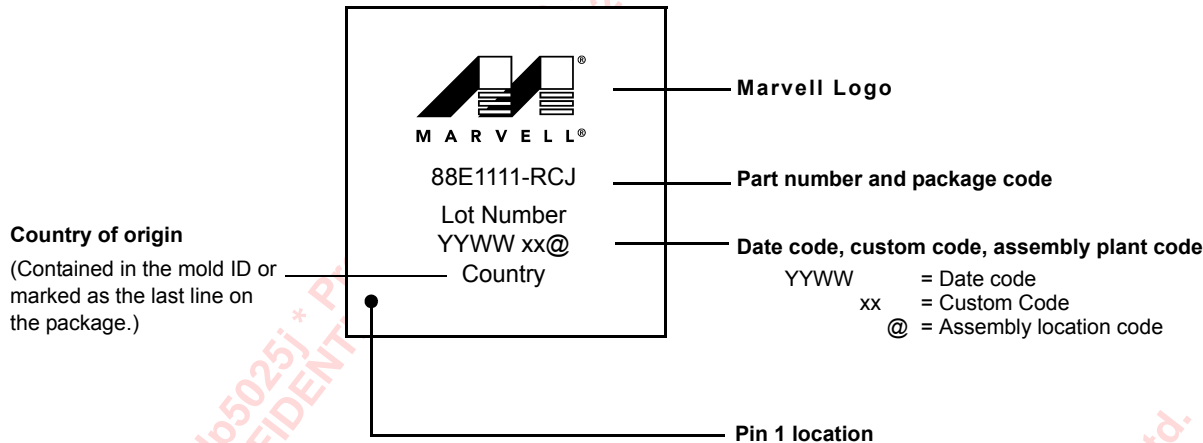 ®
MARVELL®
88E1111-RCJ
Lot Number
YYWW xx@
Country
Marvell Logo
Part number and package code
Date code, custom code, assembly plant code
YYWW = Date code
xx = Custom Code
@ = Assembly location code
Country of origin
(Contained in the mold ID or
marked as the last line on
the package.)
Pin 1 location